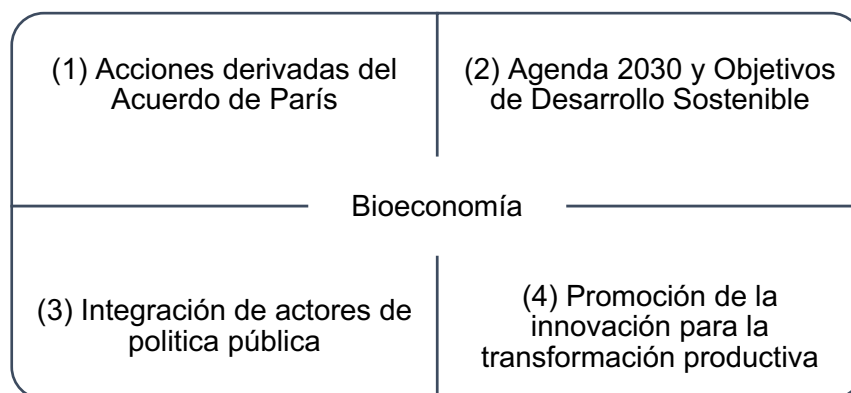 (1) Acciones derivadas del
Acuerdo de París
(2) Agenda 2030 y Objetivos
de Desarrollo Sostenible
Bioeconomía
(3) Integración de actores de
politica pública
(4) Promoción de la
innovación para la
transformación productiva